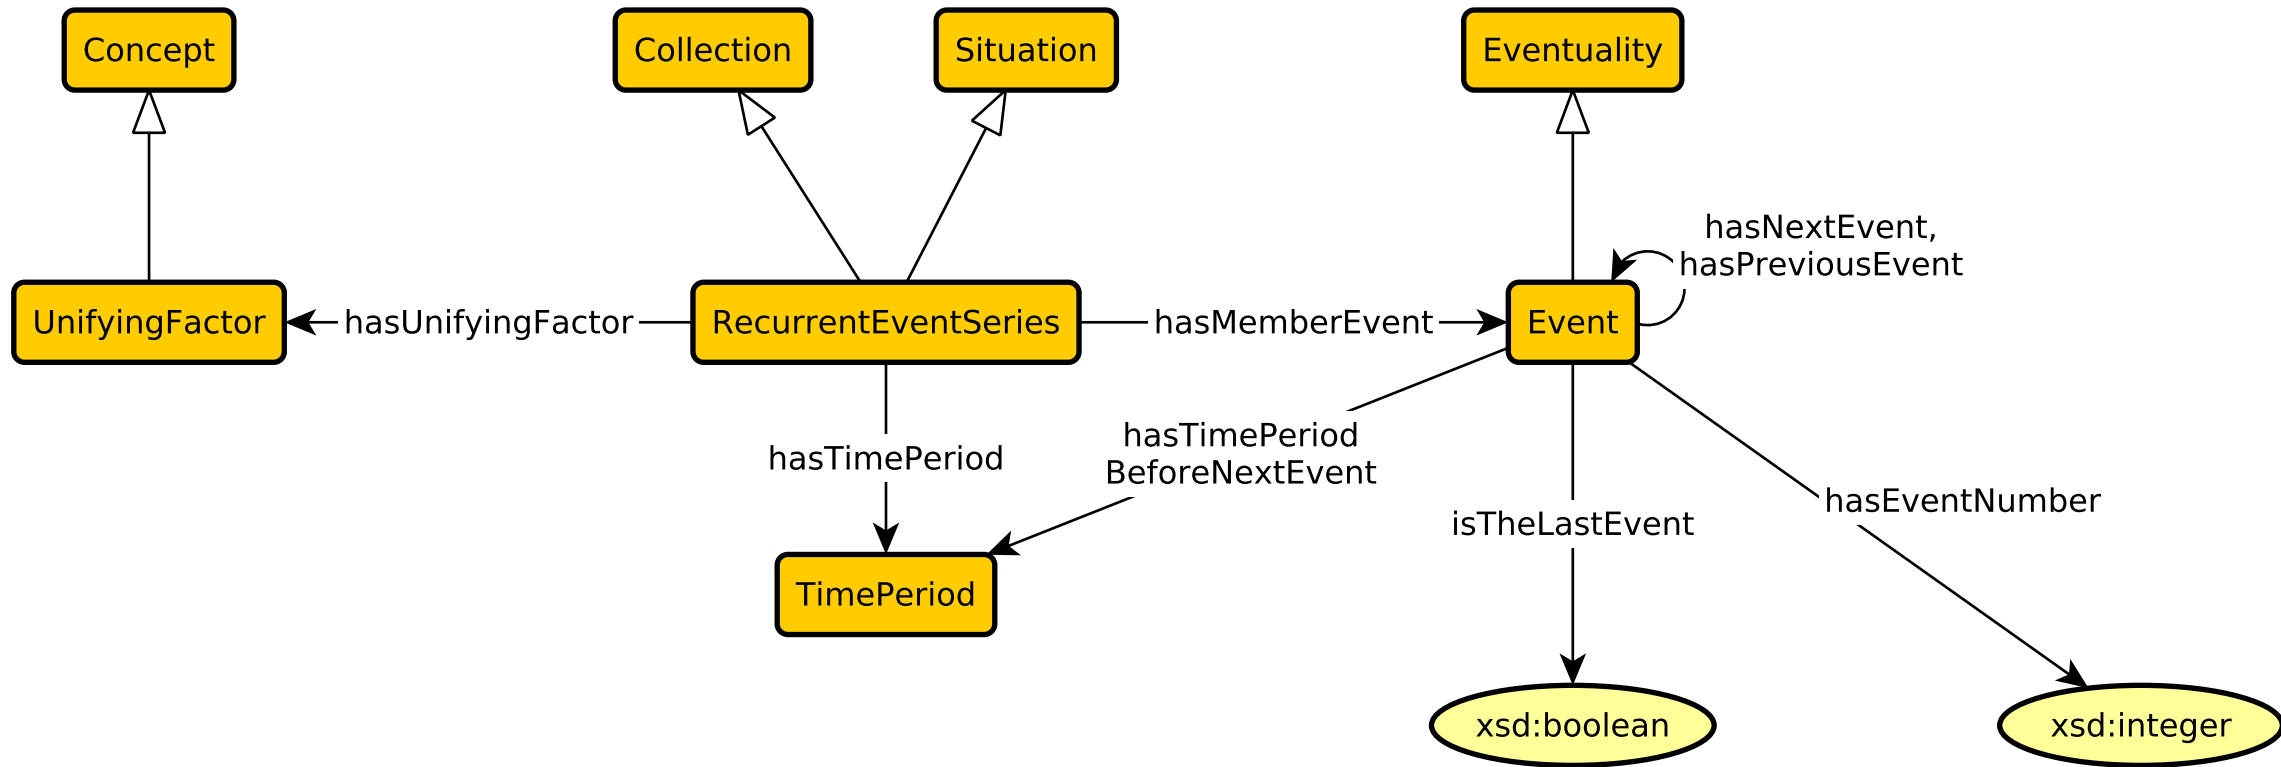 Concept
Collection
Situation
Eventuality
hasNextEvent,
hasPreviousEvent
UnifyingFactor
hasUnifyingFactor
RecurrentEventSeries
hasMemberEvent
Event
hasTimePeriod
hasTimePeriod
BeforeNextEvent
isTheLastEvent
hasEventNumber
TimePeriod
xsd:boolean
xsd:integer